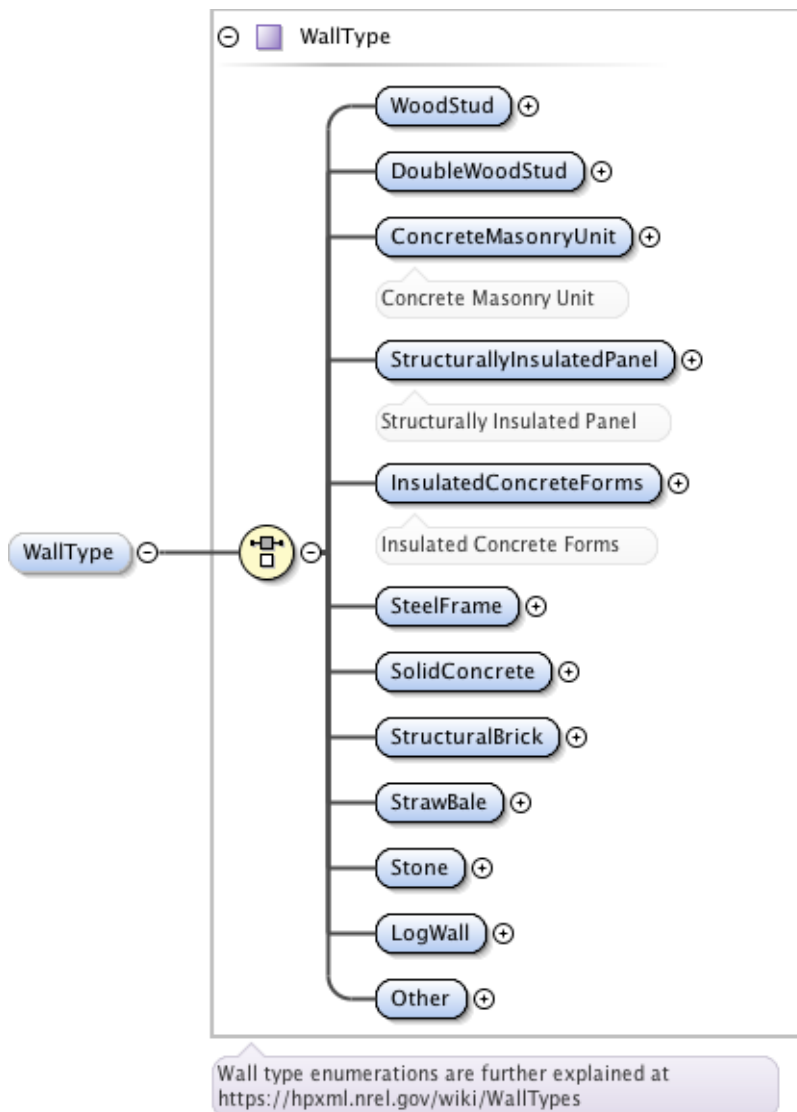 WallType
WoodStud
DoubleWoodStud
ConcreteMasonryUnit
Concrete Masonry Unit
StructurallyInsulatedPanel
Structurally Insulated Panel
InsulatedConcreteForms
Insulated Concrete Forms
WallType
SteelFrame
SolidConcrete
StructuralBrick
StrawBale
Stone
LogWall
Other
Wall type enumerations are further explained at
https://hpxml.nrel.gov/wiki/WallTypes